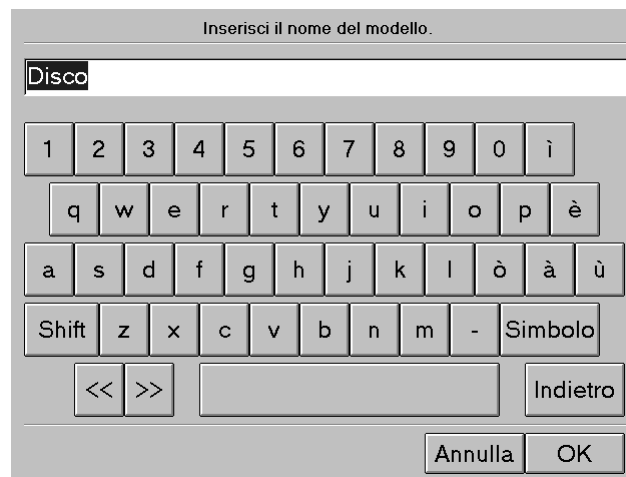 Inserisci il nome del modello.
Disco
1 2 3 4 5 6 7 8 9 0 ì
q w e r t y u i o p è
a s d f g h j k l ò à ù
Shift z x c v b n m - Simbolo
<< >> Indietro
Annulla OK